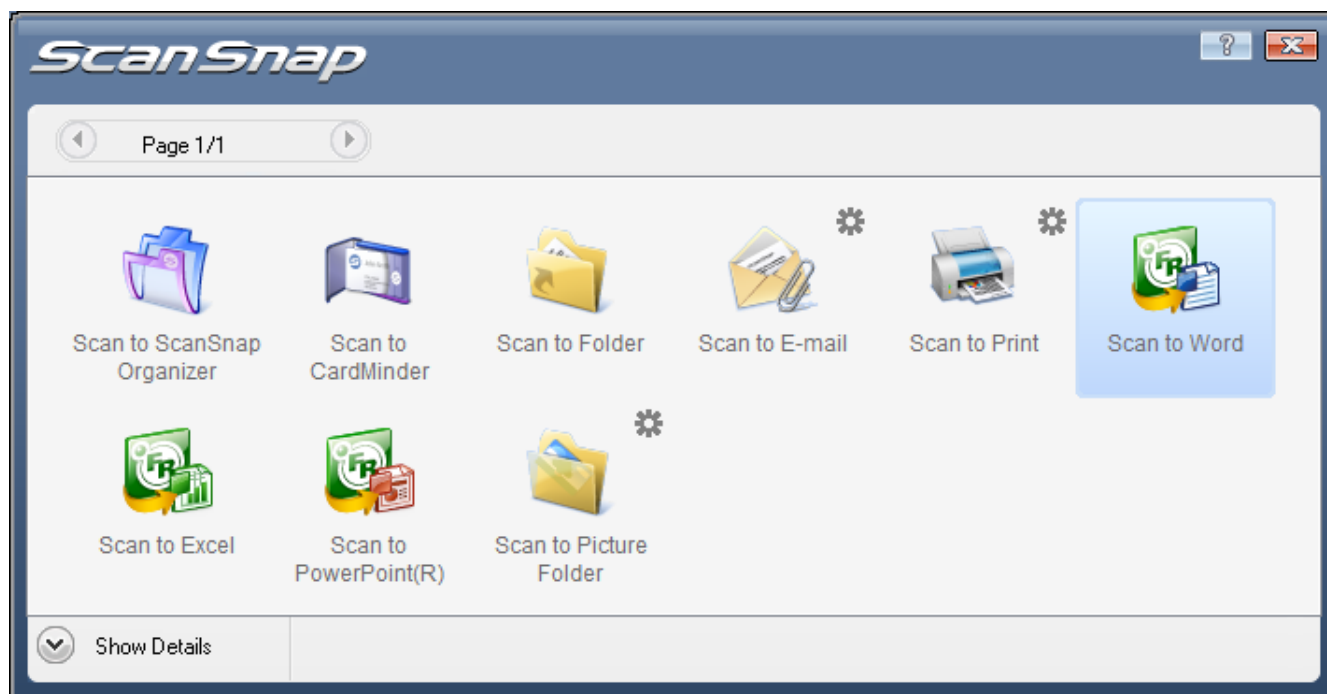 ScanSnap
?
Page 1/1
Scan to ScanSnap
Organizer
Scan to
CardMinder
Scan to Folder
Scan to E-mail
Scan to Print
Scan to Word
Scan to Excel
Scan to
PowerPoint(R)
Scan to Picture
Folder
Show Details